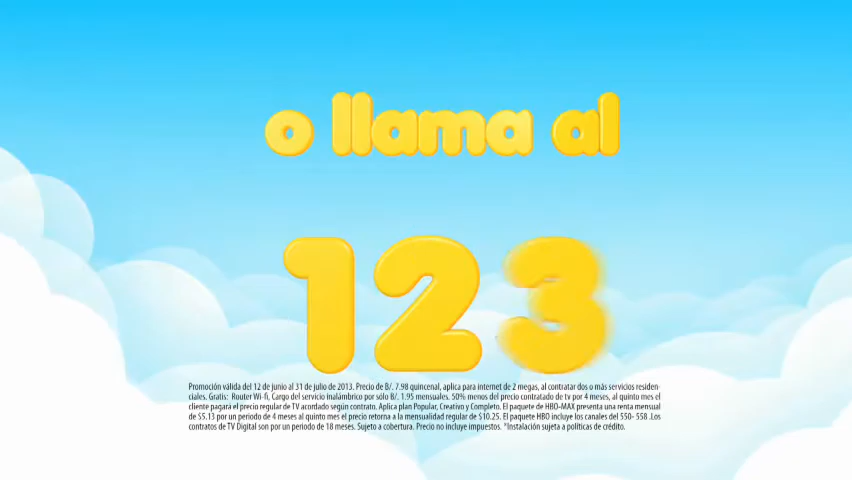 o llama al
123
Promoción válida del 12 de junio al 31 de julio de 2013. Precio de B/. 7.98 quincenal, aplica para internet de 2 megas, al contratar dos o más servicios residen-
ciales. Gratis: Router Wi-fi, Cargo del servicio inalámbrico por sólo B/. 1.95 mensuales. 50% menos del precio contratado de tv por 4 meses, al quinto mes el
cliente pagará el precio regular de TV acordado según contrato. Aplica plan Popular, Creativo y Completo. El paquete de HBO-MAX presenta una renta mensual
de $5.13 por un periodo de 4 meses al quinto mes el precio retorna a la mensualidad regular de $10.25. El paquete HBO incluye los canales del 550- 558 .Los
contratos de TV Digital son por un periodo de 18 meses. Sujeto a cobertura. Precio no incluye impuestos. *Instalación sujeta a políticas de crédito.